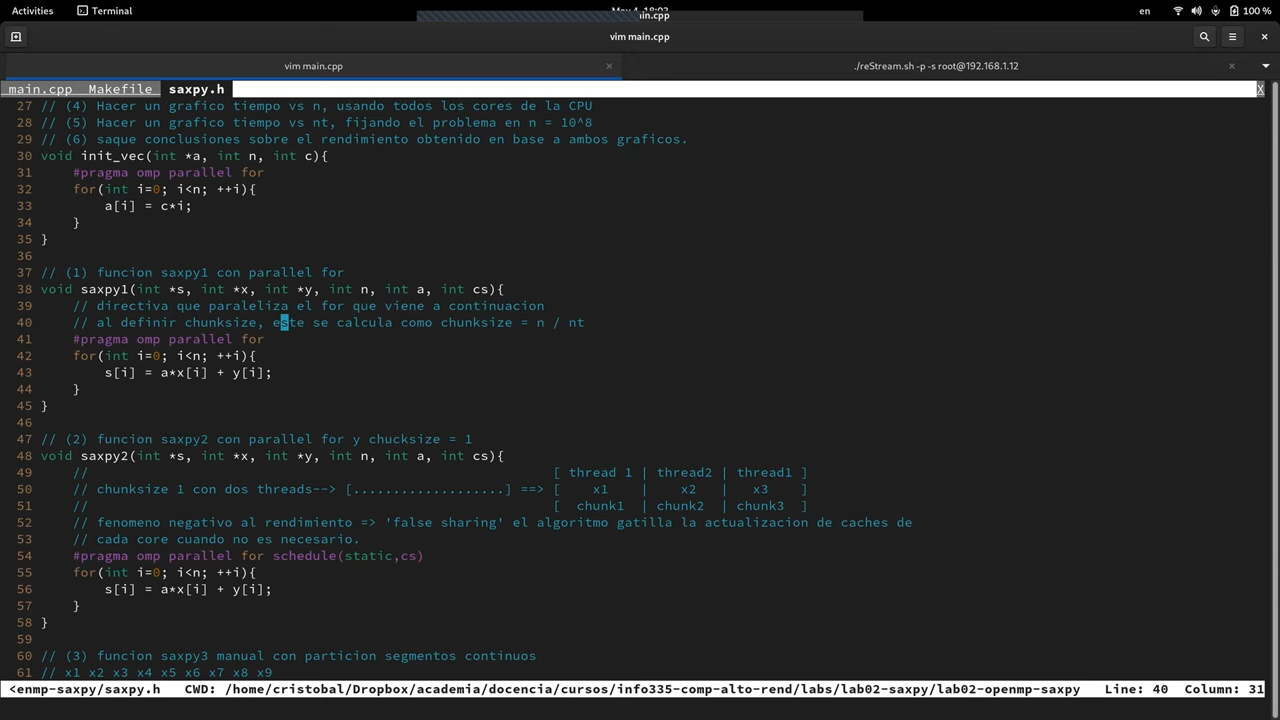 Activities Terminal en 100 %
in.cpp
vim main.cpp
vim main.cpp ./reStream.sh -p -s root@192.168.1.12
main.cpp Makefile saxpy.h X
27 // (4) Hacer un grafico tiempo vs n, usando todos los cores de la CPU
28 // (5) Hacer un grafico tiempo vs nt, fijando el problema en n = 10^8
29 // (6) saque conclusiones sobre el rendimiento obtenido en base a ambos graficos.
30 void init_vec(int *a, int n, int c){
31     #pragma omp parallel for
32     for(int i=0; i<n; ++i){
33         a[i] = c*i;
34     }
35 }
36
37 // (1) funcion saxpy1 con parallel for
38 void saxpy1(int *s, int *x, int *y, int n, int a, int cs){
39     // directiva que paraleliza el for que viene a continuacion
40     // al definir chunksize, este se calcula como chunksize = n / nt
41     #pragma omp parallel for
42     for(int i=0; i<n; ++i){
43         s[i] = a*x[i] + y[i];
44     }
45 }
46
47 // (2) funcion saxpy2 con parallel for y chucksize = 1
48 void saxpy2(int *s, int *x, int *y, int n, int a, int cs){
49     //                                                          [ thread 1 | thread2 | thread1 ]
50     // chunksize 1 con dos threads--> [...................] ==> [    x1    |    x2   |   x3    ]
51     //                                                          [  chunk1  | chunk2  | chunk3  ]
52     // fenomeno negativo al rendimiento => 'false sharing' el algoritmo gatilla la actualizacion de caches de
53     // cada core cuando no es necesario.
54     #pragma omp parallel for schedule(static,cs)
55     for(int i=0; i<n; ++i){
56         s[i] = a*x[i] + y[i];
57     }
58 }
59
60 // (3) funcion saxpy3 manual con particion segmentos continuos
61 // x1 x2 x3 x4 x5 x6 x7 x8 x9
<enmp-saxpy/saxpy.h   CWD: /home/cristobal/Dropbox/academia/docencia/cursos/info335-comp-alto-rend/labs/lab02-saxpy/lab02-openmp-saxpy   Line: 40  Column: 31